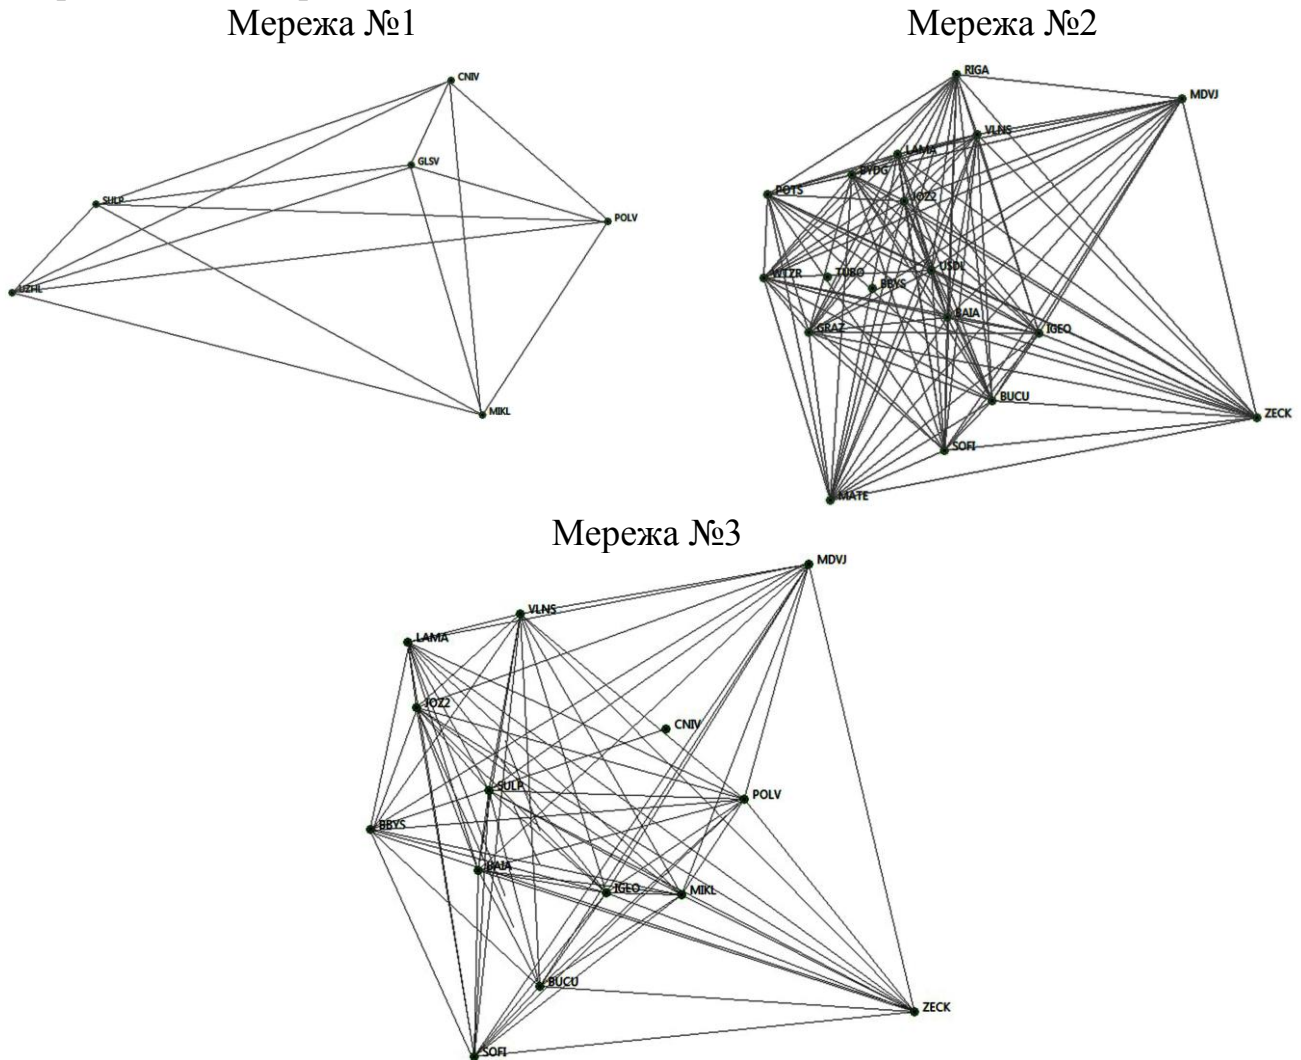 Мережа №1
Мережа №2
CNIV
GLSV
SULP
POLV
UZHL
MIKL
RIGA
MDVJ
VLNS
LAMA
BYDG
POTS
JOZ2
WTZR
TUBO
USDL
BBYS
BAIA
GRAZ
IGEO
BUCU
ZECK
SOFI
MATE
Мережа №3
MDVJ
VLNS
LAMA
JOZ2
CNIV
SULP
POLV
BBYS
BAIA
IGEO
MIKL
BUCU
ZECK
SOFI